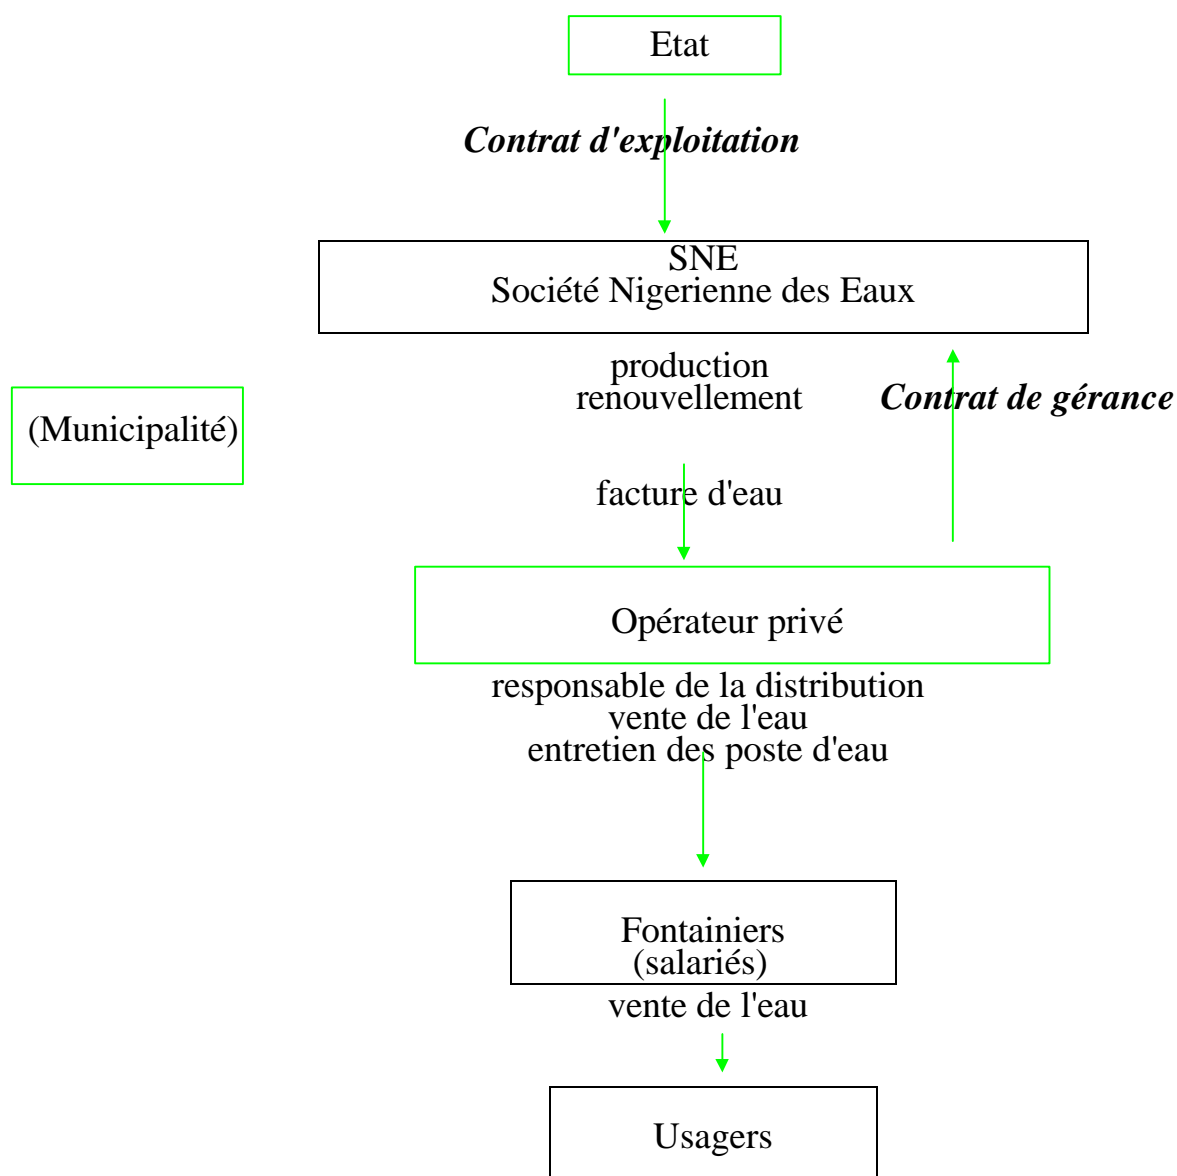 Etat
Contrat d'exploitation
SNE
Société Nigerienne des Eaux
production
renouvellement
Contrat de gérance
(Municipalité)
facture d'eau
Opérateur privé
responsable de la distribution
vente de l'eau
entretien des poste d'eau
Fontainiers
(salariés)
vente de l'eau
Usagers